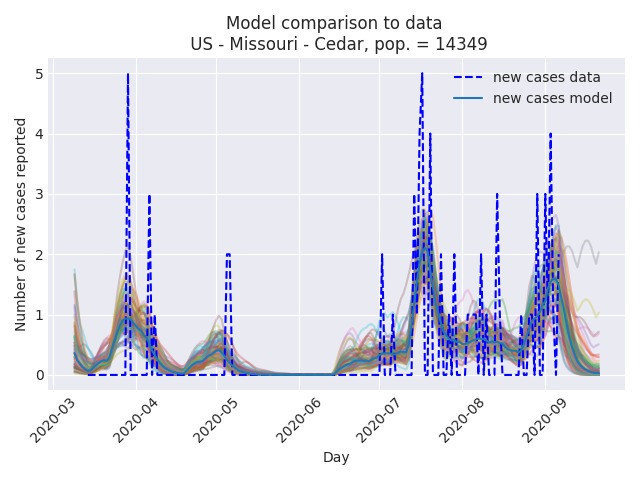 Model comparison to data
US - Missouri - Cedar, pop. = 14349
new cases data
new cases model
Number of new cases reported
5
4
3
2
1
0
2020-03
2020-04
2020-05
2020-06
2020-07
2020-08
2020-09
Day